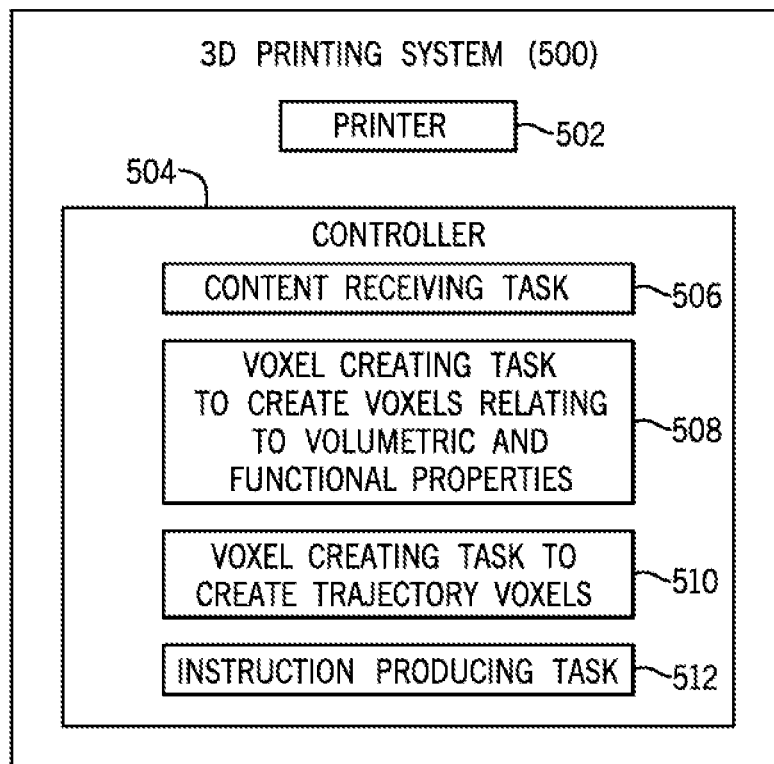 3D PRINTING SYSTEM (500)
PRINTER
502
504
CONTROLLER
CONTENT RECEIVING TASK
506
VOXEL CREATING TASK
TO CREATE VOXELS RELATING
TO VOLUMETRIC AND
FUNCTIONAL PROPERTIES
508
VOXEL CREATING TASK TO
CREATE TRAJECTORY VOXELS
510
INSTRUCTION PRODUCING TASK
512